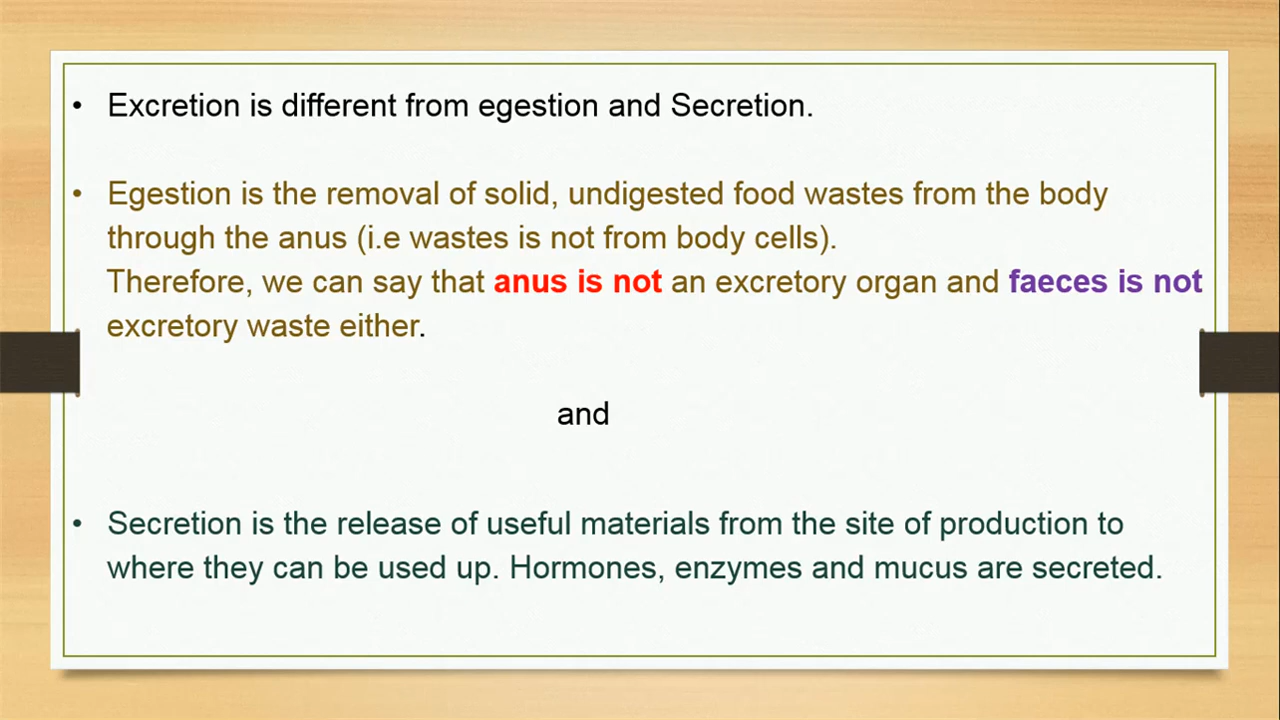 • Excretion is different from egestion and Secretion.
• Egestion is the removal of solid, undigested food wastes from the body
through the anus (i.e wastes is not from body cells).
Therefore, we can say that anus is not an excretory organ and faeces is not
excretory waste either.
and
• Secretion is the release of useful materials from the site of production to
where they can be used up. Hormones, enzymes and mucus are secreted.